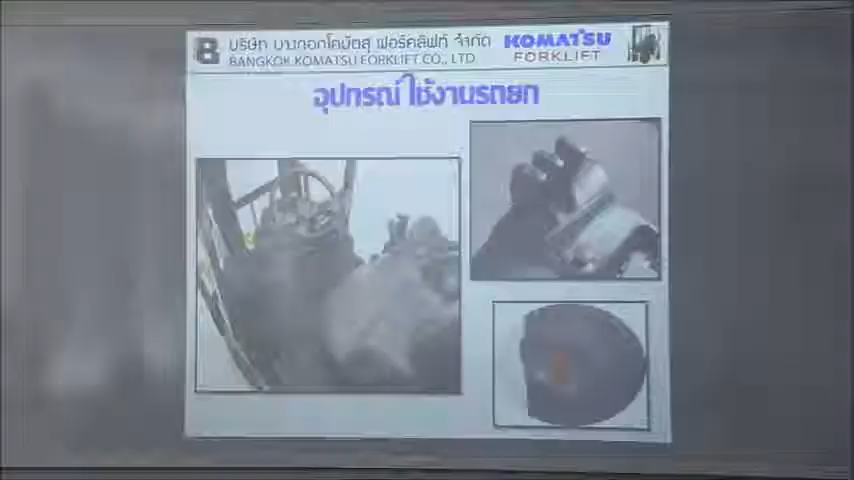 B บริษัท บางกอกโคมัตสุ ฟอร์คลิฟท์ จำกัด KOMATSU
BANGKOK KOMATSU FORKLIFT CO., LTD. FORKLIFT
อุปกรณ์ใช้งานรถยก